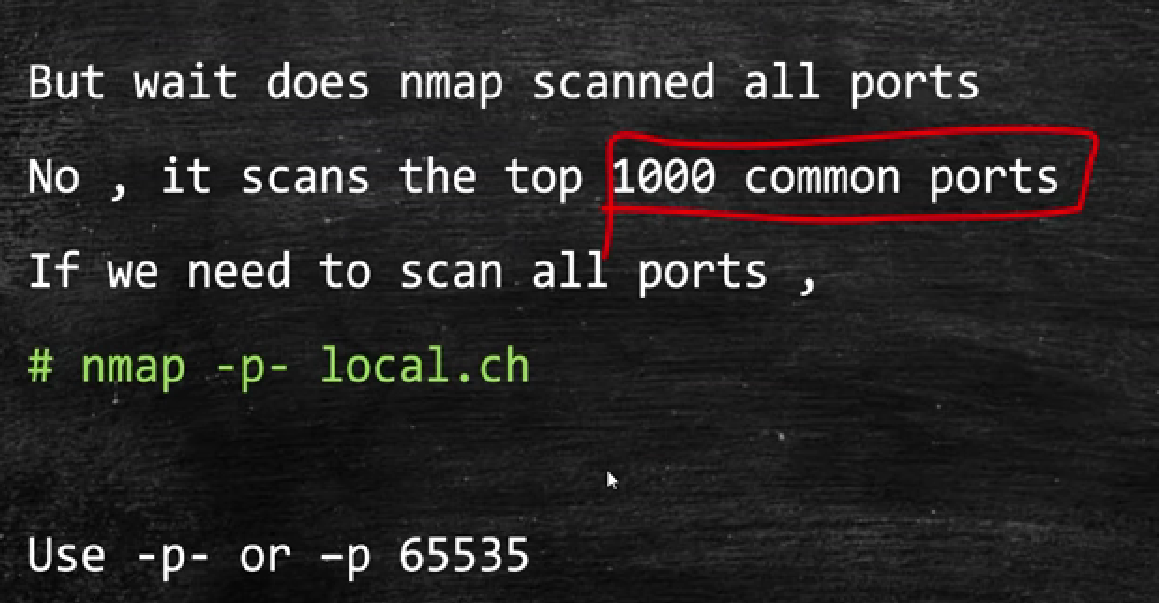 But wait does nmap scanned all ports
No , it scans the top 1000 common ports
If we need to scan all ports ,
# nmap -p- local.ch
Use -p- or –p 65535